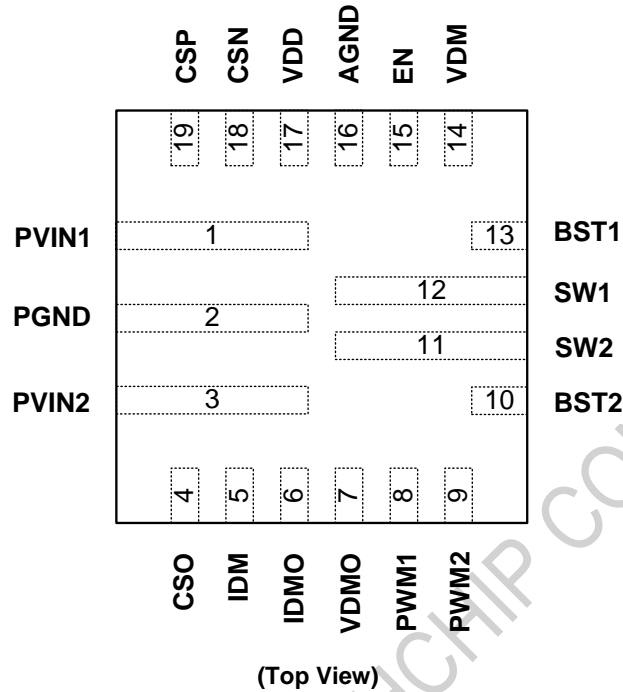 CSP CSN VDD AGND EN VDM
19 18 17 16 15 14
PVIN1 1 13 BST1
12 SW1
PGND 2
11 SW2
PVIN2 3 10 BST2
4 5 6 7 8 9
CSO IDM IDMO VDMO PWM1 PWM2
(Top View)